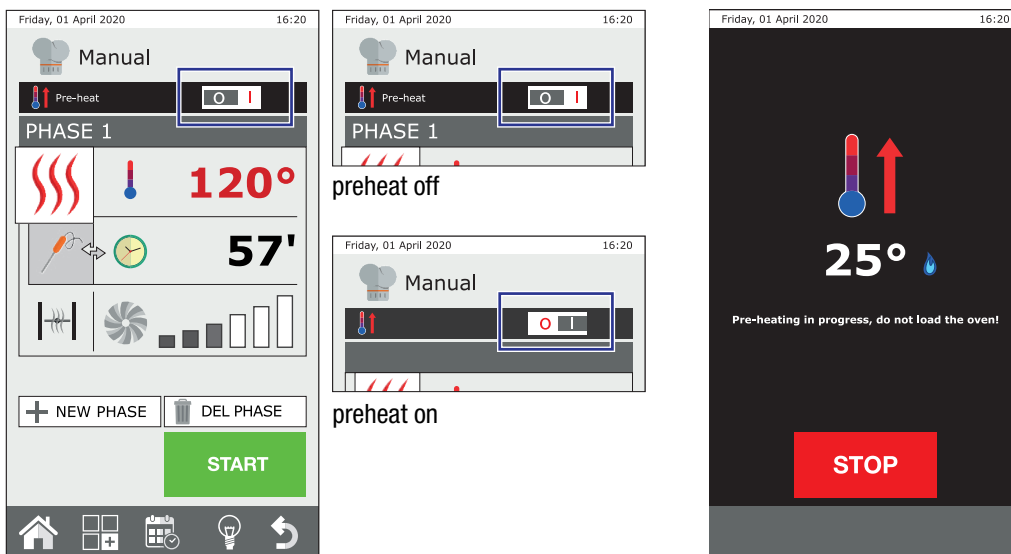 Friday, 01 April 2020 16:20
Manual
Pre-heat O I
PHASE 1
120°
57'
+ NEW PHASE DEL PHASE
START
Friday, 01 April 2020 16:20
Manual
Pre-heat O I
PHASE 1
preheat off
Friday, 01 April 2020 16:20
Manual
O I
preheat on
Friday, 01 April 2020 16:20
25°
Pre-heating in progress, do not load the oven!
STOP